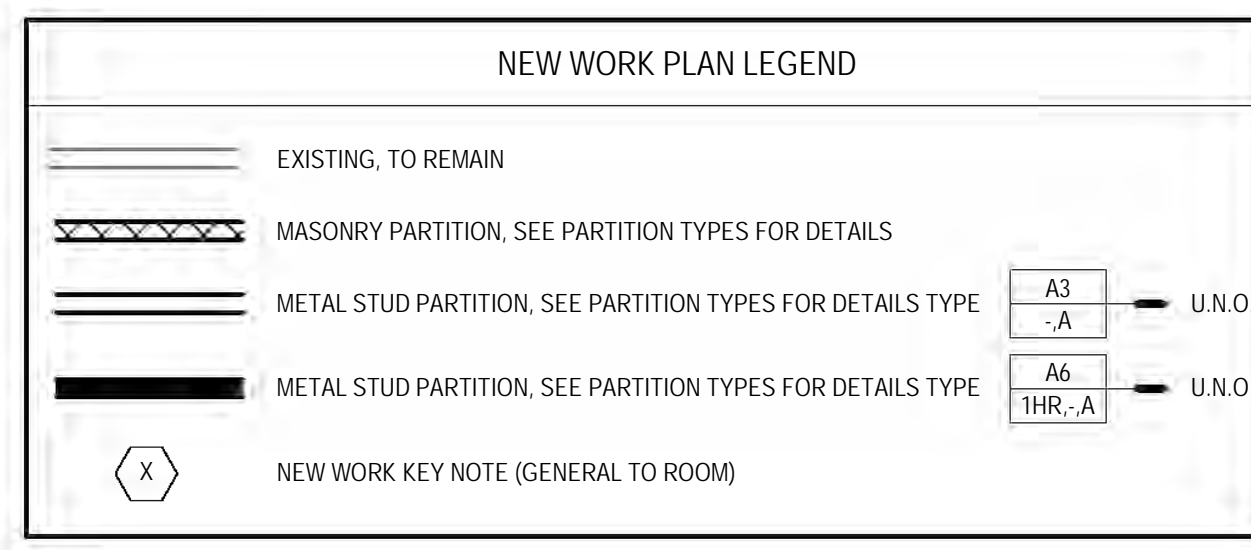 NEW WORK PLAN LEGEND
EXISTING, TO REMAIN
MASONRY PARTITION, SEE PARTITION TYPES FOR DETAILS
METAL STUD PARTITION, SEE PARTITION TYPES FOR DETAILS TYPE A3 -,A U.N.O.
METAL STUD PARTITION, SEE PARTITION TYPES FOR DETAILS TYPE A6 1HR,-,A U.N.O
X NEW WORK KEY NOTE (GENERAL TO ROOM)